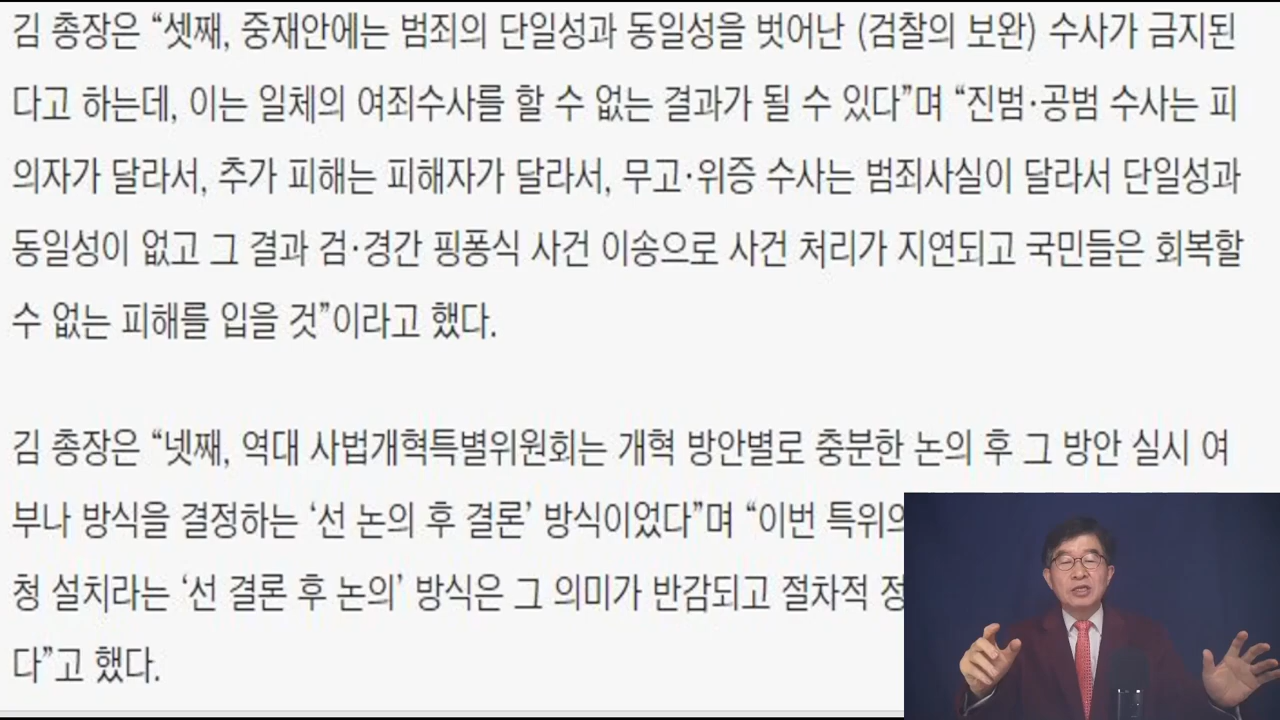 김 총장은 “셋째, 중재안에는 범죄의 단일성과 동일성을 벗어난 (검찰의 보완) 수사가 금지된
다고 하는데, 이는 일체의 여죄수사를 할 수 없는 결과가 될 수 있다”며 “진범·공범 수사는 피
의자가 달라서, 추가 피해는 피해자가 달라서, 무고·위증 수사는 범죄사실이 달라서 단일성과
동일성이 없고 그 결과 검·경간 핑퐁식 사건 이송으로 사건 처리가 지연되고 국민들은 회복할
수 없는 피해를 입을 것”이라고 했다.
김 총장은 “넷째, 역대 사법개혁특별위원회는 개혁 방안별로 충분한 논의 후 그 방안 실시 여
부나 방식을 결정하는 ‘선 논의 후 결론’ 방식이었다”며 “이번 특위의
청 설치라는 ‘선 결론 후 논의’ 방식은 그 의미가 반감되고 절차적 정
다”고 했다.